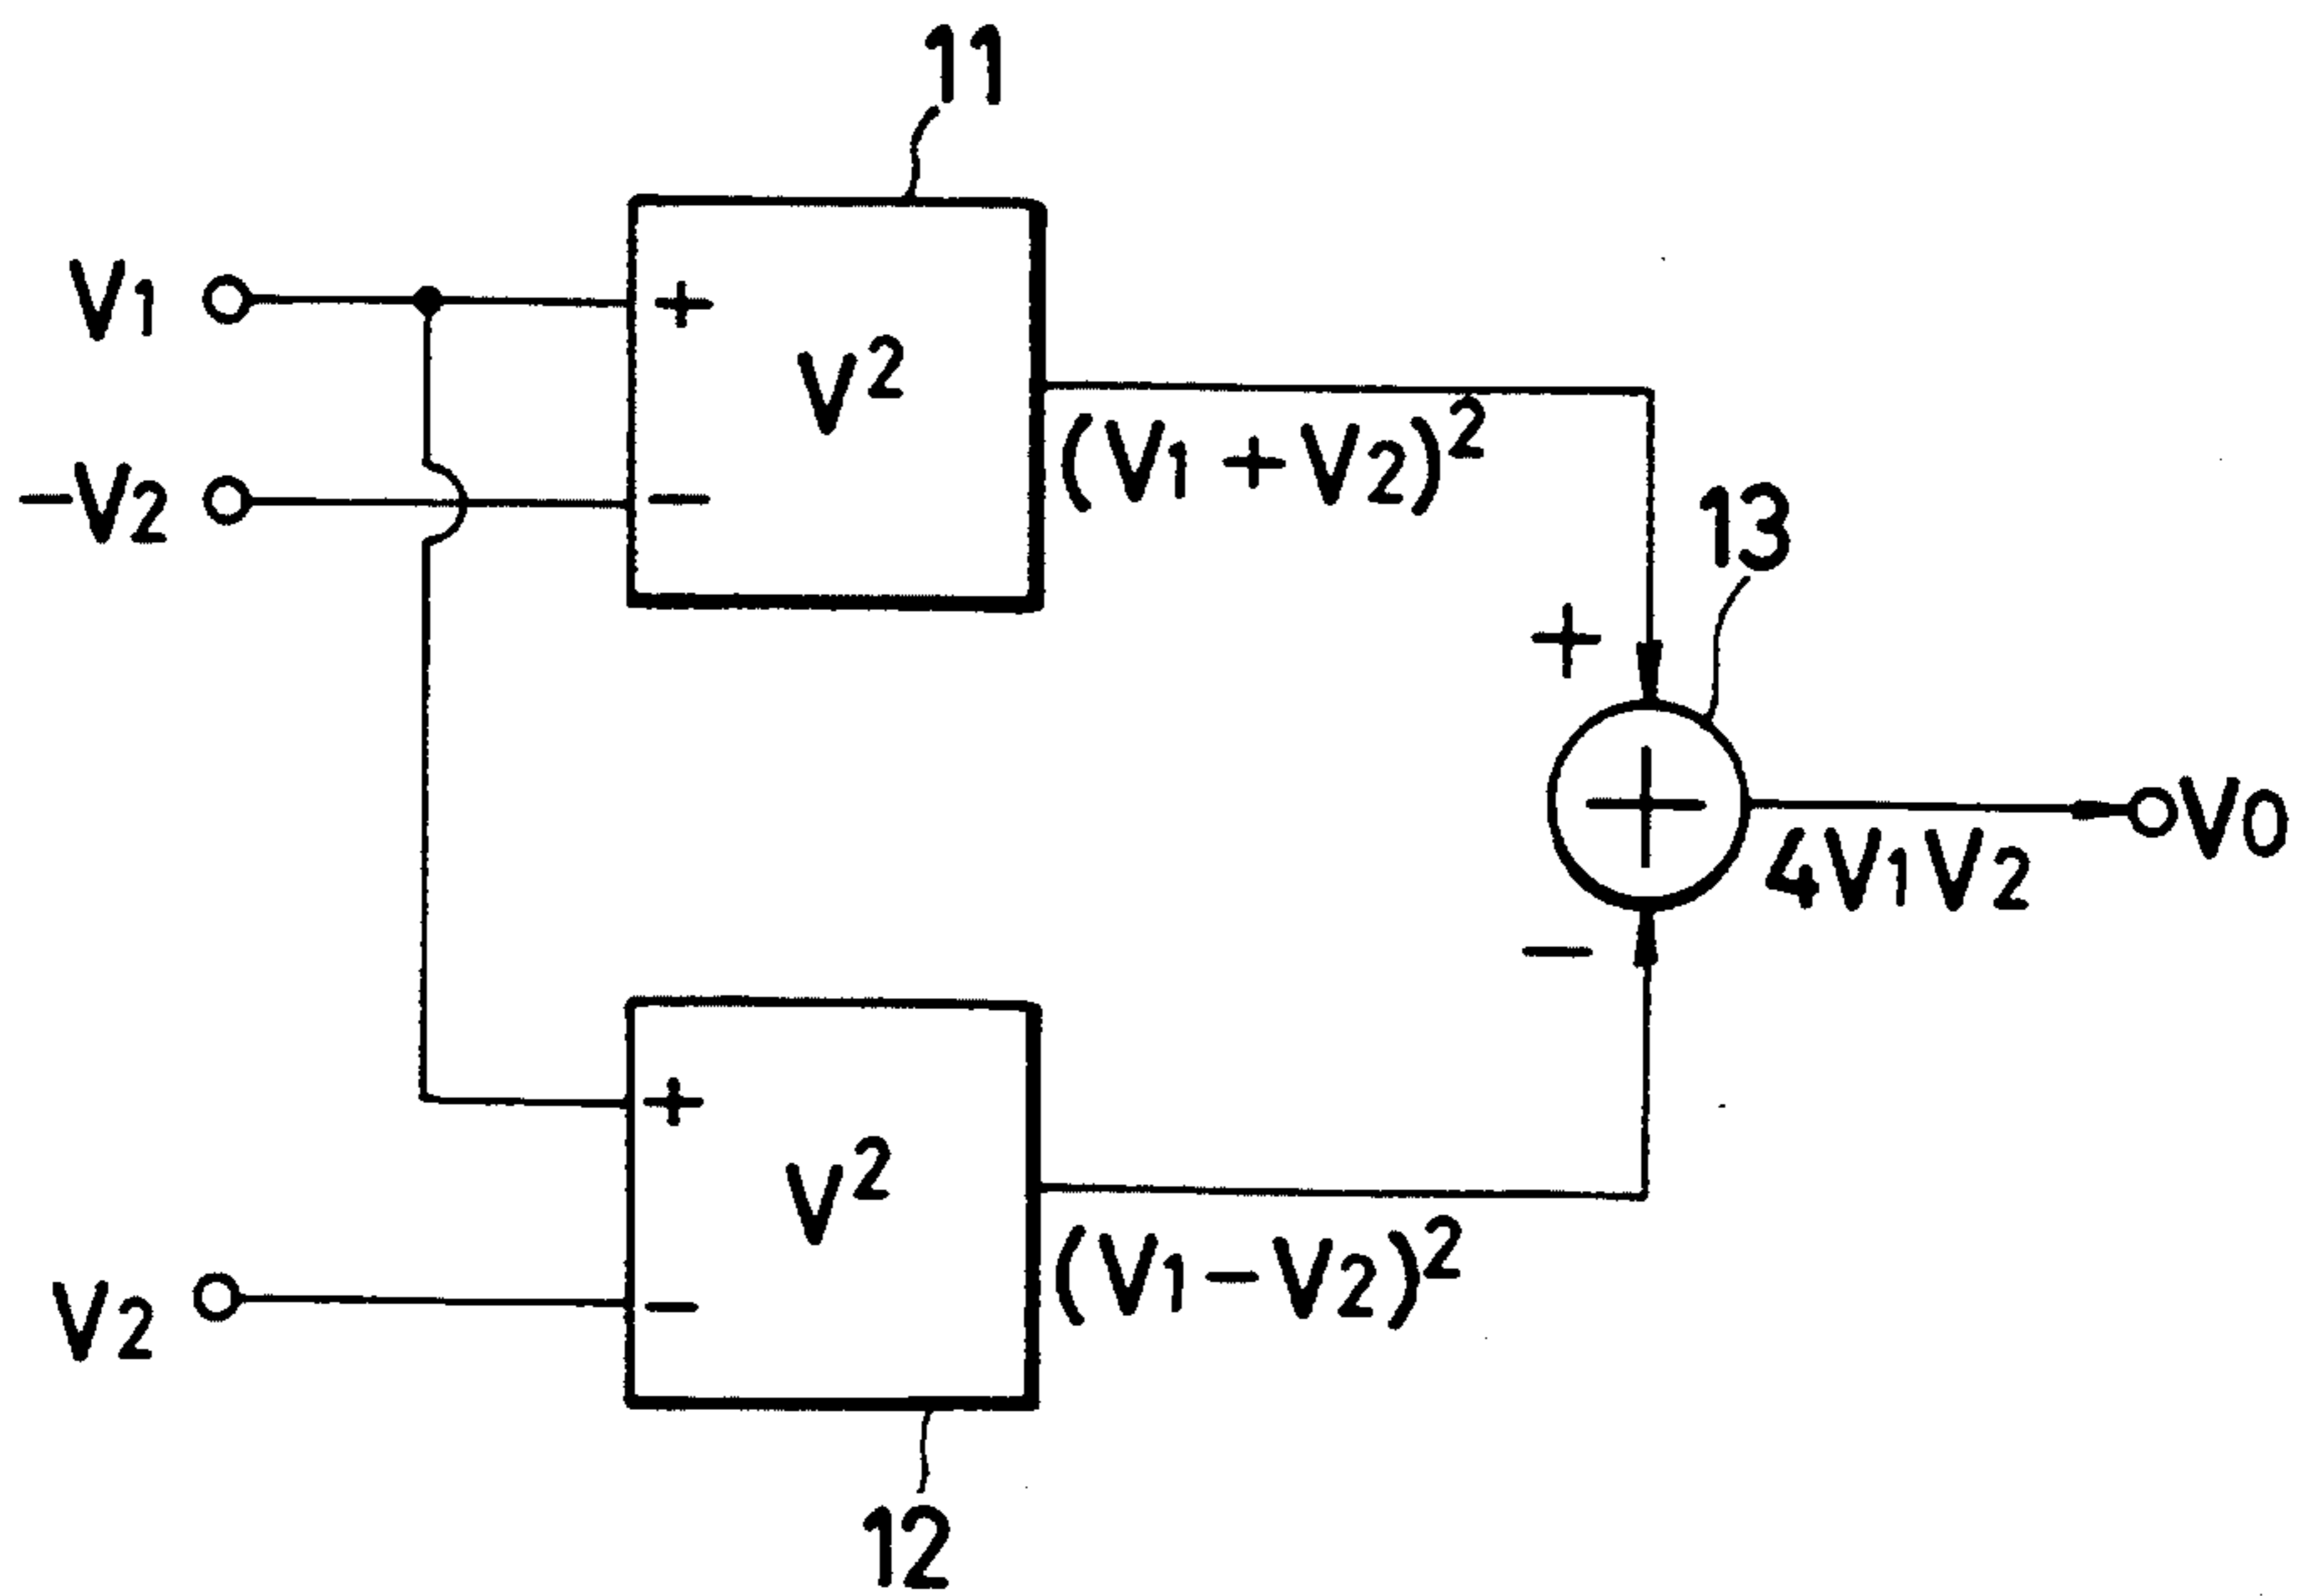 11
V1
+
V²
-V2
−
(V1+V2)²
13
+
+
V0
4V1V2
−
+
V²
V2
−
(V1−V2)²
12